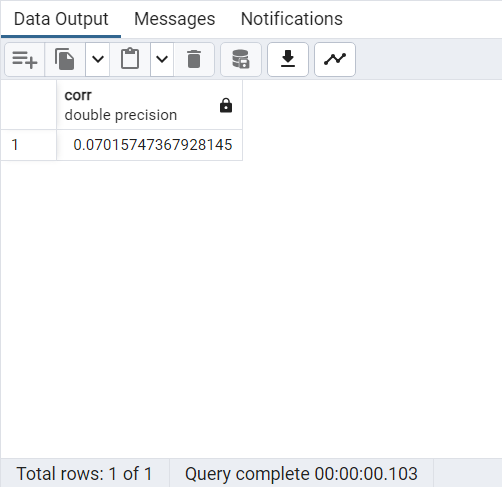 Data Output Messages Notifications
corr
double precision
1 0.07015747367928145
Total rows: 1 of 1 Query complete 00:00:00.103